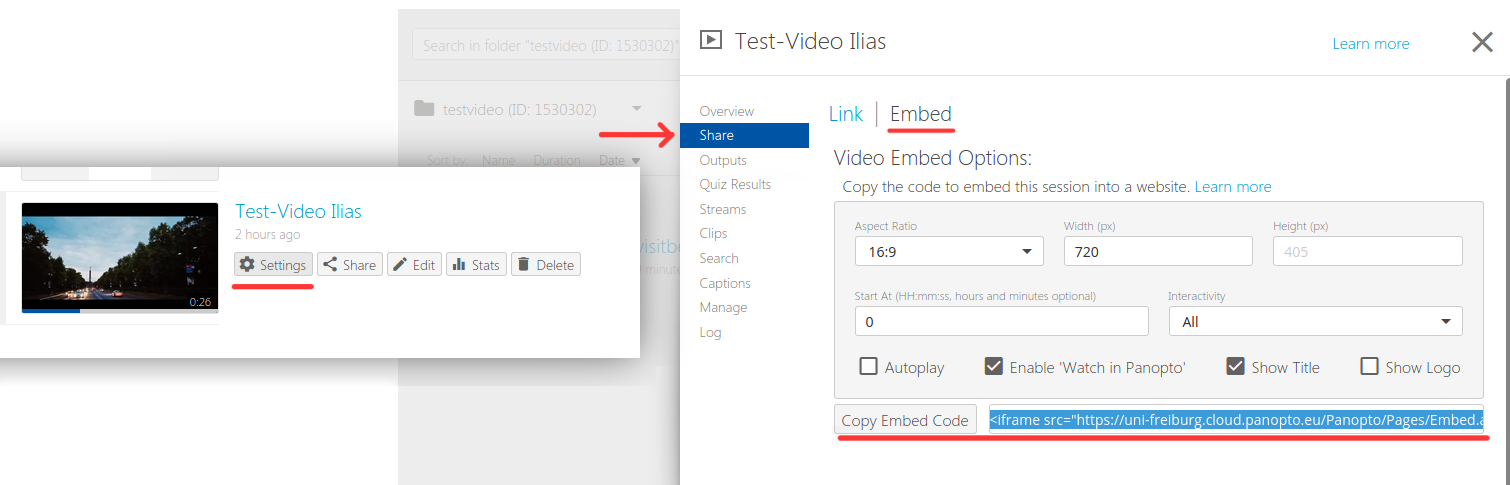 Search in folder "testvideo (ID: 1530302)"
testvideo (ID: 1530302)
Sort by: Name Duration Date
Test-Video Ilias
2 hours ago
Settings Share Edit Stats Delete
0:26
Test-Video Ilias
Learn more
Overview
Share
Outputs
Quiz Results
Streams
Clips
Search
Captions
Manage
Log
Link | Embed
Video Embed Options:
Copy the code to embed this session into a website. Learn more
Aspect Ratio Width (px) Height (px)
16:9 720 405
Start At (HH:mm:ss, hours and minutes optional) Interactivity
0 All
Autoplay Enable 'Watch in Panopto' Show Title Show Logo
Copy Embed Code <iframe src="https://uni-freiburg.cloud.panopto.eu/Panopto/Pages/Embed.a